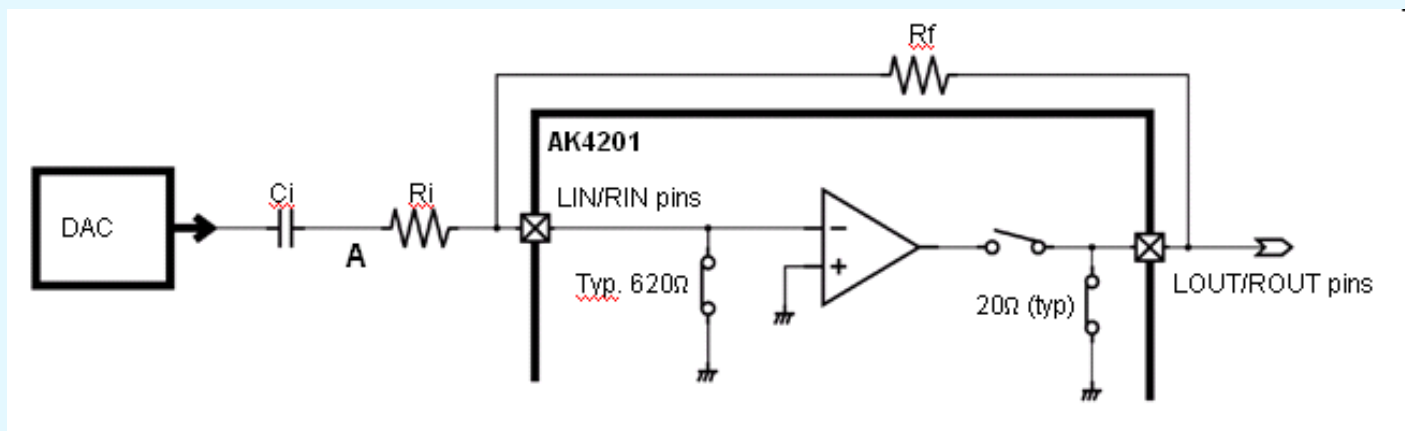 Rf
AK4201
DAC
Ci
Ri
LIN/RIN pins
A
−
+
Typ. 620Ω
20Ω (typ)
LOUT/ROUT pins